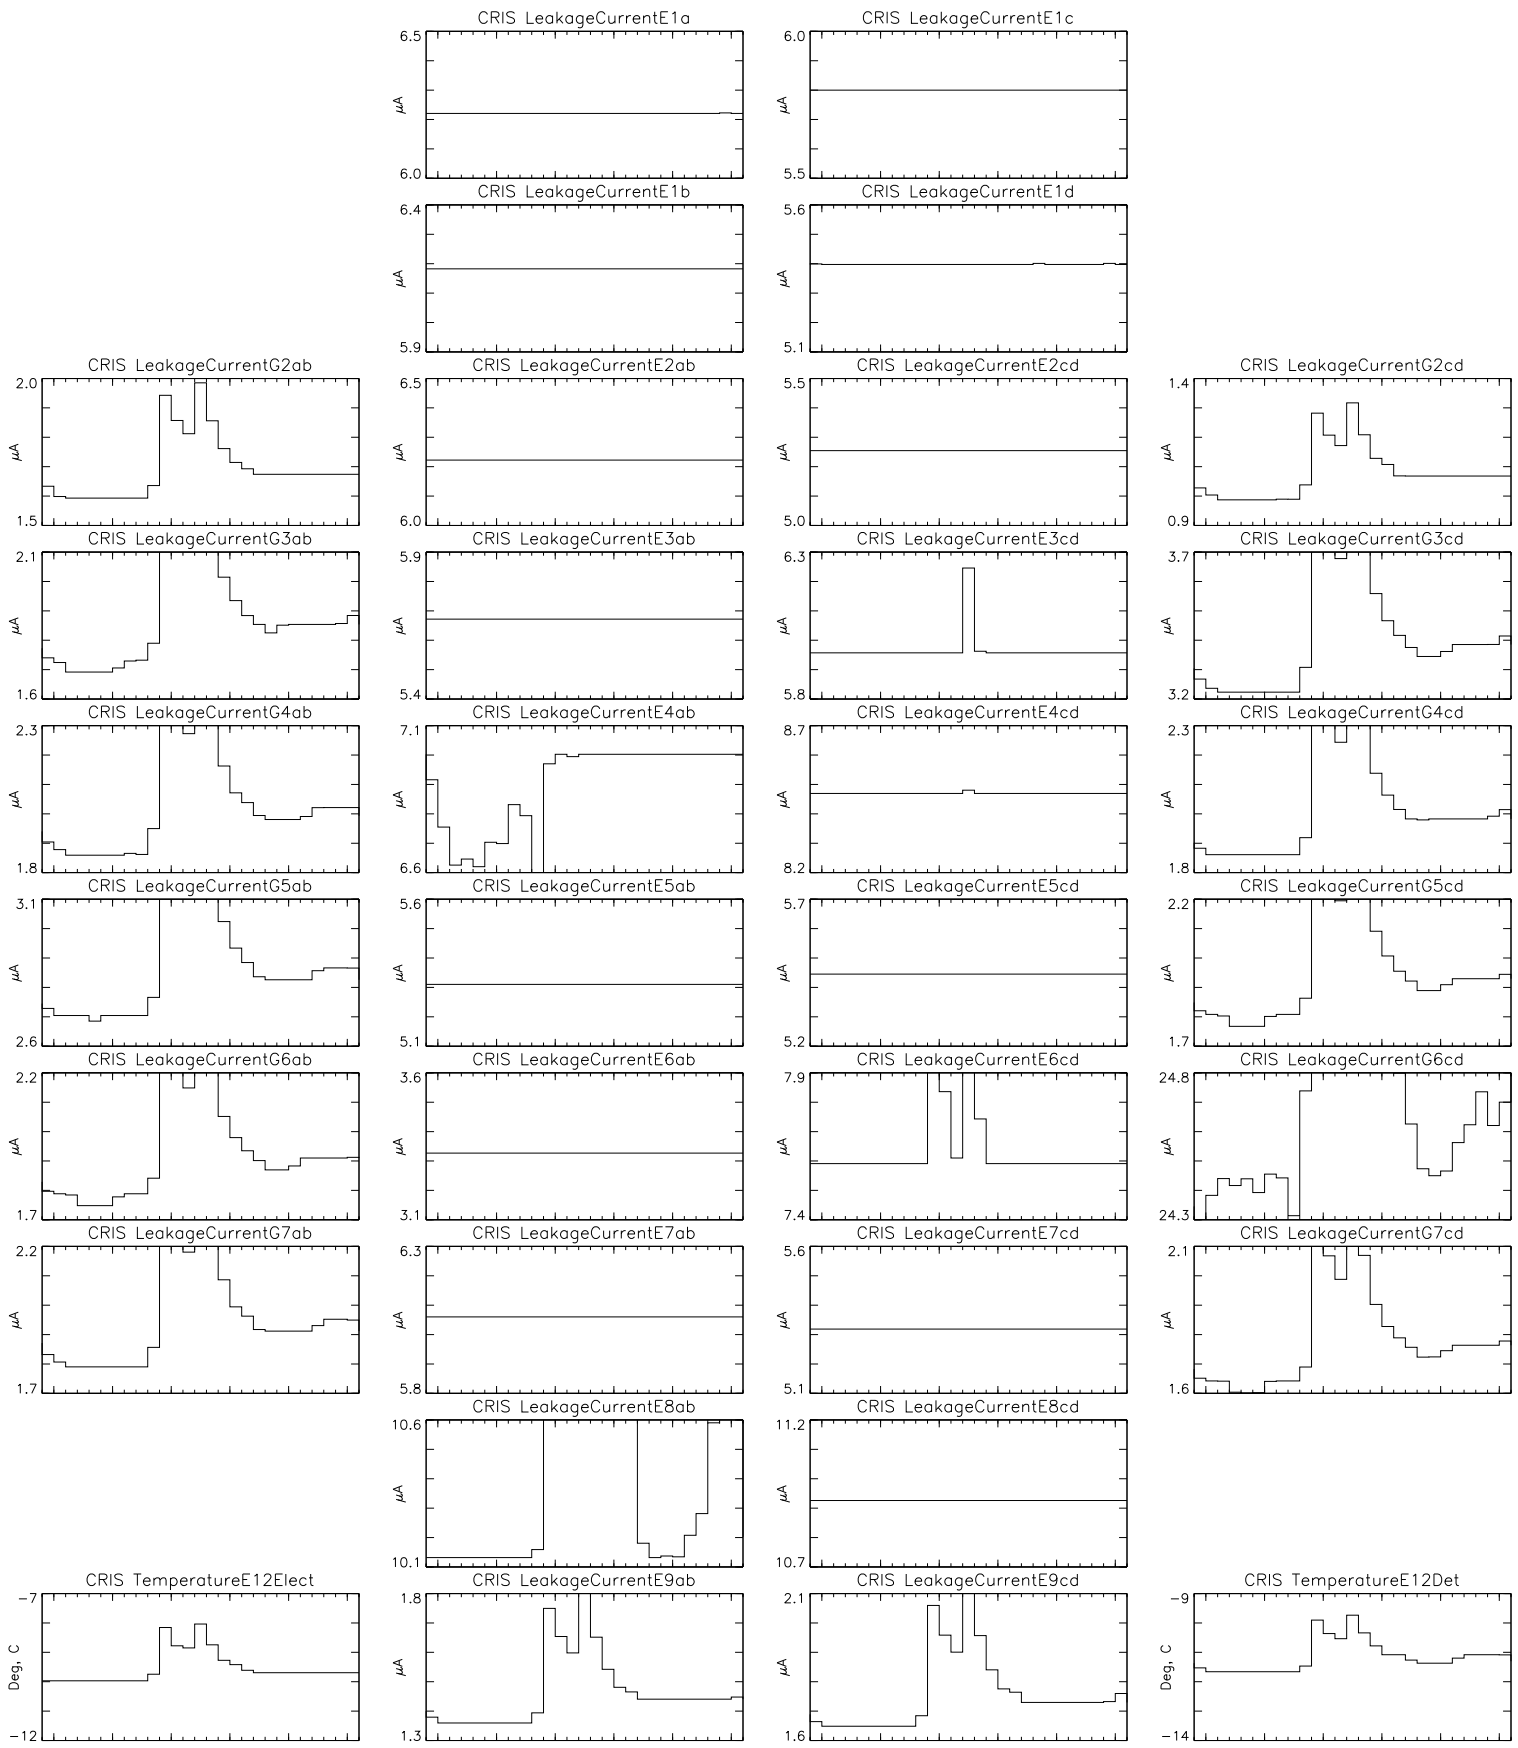 CRIS LeakageCurrentE1a
6.5
μA
6.0
CRIS LeakageCurrentE1c
6.0
μA
5.5
CRIS LeakageCurrentE1b
6.4
μA
5.9
CRIS LeakageCurrentE1d
5.6
μA
5.1
CRIS LeakageCurrentG2ab
2.0
μA
1.5
CRIS LeakageCurrentE2ab
6.5
μA
6.0
CRIS LeakageCurrentE2cd
5.5
μA
5.0
CRIS LeakageCurrentG2cd
1.4
μA
0.9
CRIS LeakageCurrentG3ab
2.1
μA
1.6
CRIS LeakageCurrentE3ab
5.9
μA
5.4
CRIS LeakageCurrentE3cd
6.3
μA
5.8
CRIS LeakageCurrentG3cd
3.7
μA
3.2
CRIS LeakageCurrentG4ab
2.3
μA
1.8
CRIS LeakageCurrentE4ab
7.1
μA
6.6
CRIS LeakageCurrentE4cd
8.7
μA
8.2
CRIS LeakageCurrentG4cd
2.3
μA
1.8
CRIS LeakageCurrentG5ab
3.1
μA
2.6
CRIS LeakageCurrentE5ab
5.6
μA
5.1
CRIS LeakageCurrentE5cd
5.7
μA
5.2
CRIS LeakageCurrentG5cd
2.2
μA
1.7
CRIS LeakageCurrentG6ab
2.2
μA
1.7
CRIS LeakageCurrentE6ab
3.6
μA
3.1
CRIS LeakageCurrentE6cd
7.9
μA
7.4
CRIS LeakageCurrentG6cd
24.8
μA
24.3
CRIS LeakageCurrentG7ab
2.2
μA
1.7
CRIS LeakageCurrentE7ab
6.3
μA
5.8
CRIS LeakageCurrentE7cd
5.6
μA
5.1
CRIS LeakageCurrentG7cd
2.1
μA
1.6
CRIS LeakageCurrentE8ab
10.6
μA
10.1
CRIS LeakageCurrentE8cd
11.2
μA
10.7
CRIS TemperatureE12Elect
−7
Deg, C
−12
CRIS LeakageCurrentE9ab
1.8
μA
1.3
CRIS LeakageCurrentE9cd
2.1
μA
1.6
CRIS TemperatureE12Det
−9
Deg, C
−14